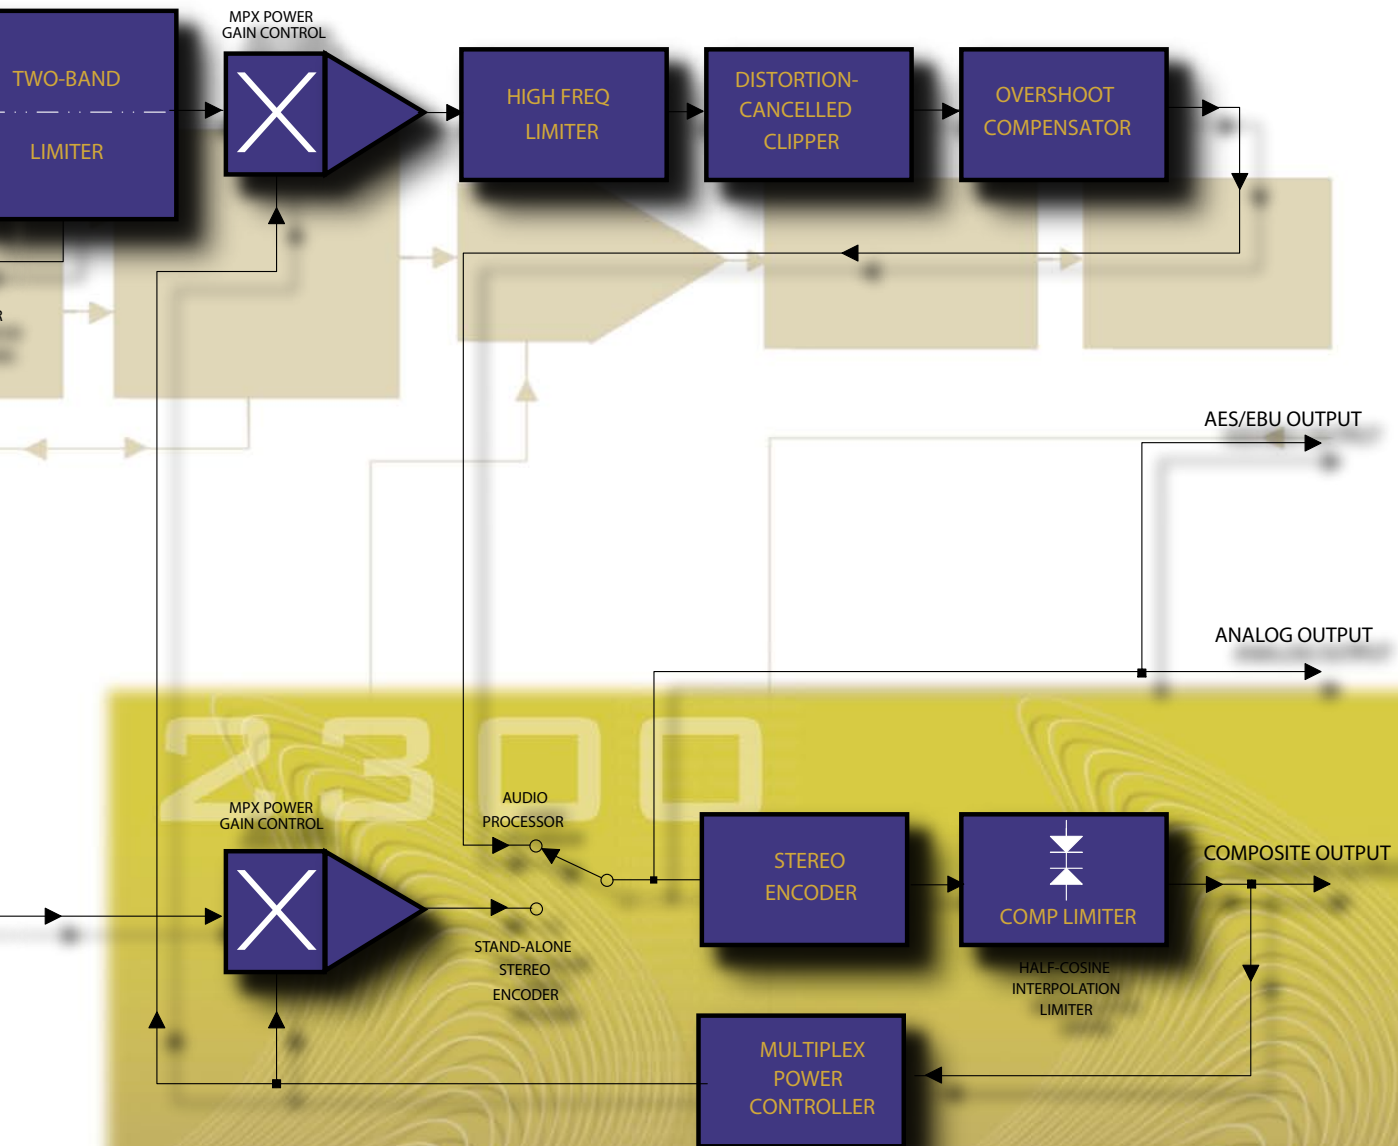 MPX POWER
GAIN CONTROL
TWO-BAND
LIMITER
HIGH FREQ
LIMITER
DISTORTION-
CANCELLED
CLIPPER
OVERSHOOT
COMPENSATOR
R
AES/EBU OUTPUT
ANALOG OUTPUT
2300
MPX POWER
GAIN CONTROL
AUDIO
PROCESSOR
STAND-ALONE
STEREO
ENCODER
STEREO
ENCODER
COMP LIMITER
HALF-COSINE
INTERPOLATION
LIMITER
COMPOSITE OUTPUT
MULTIPLEX
POWER
CONTROLLER